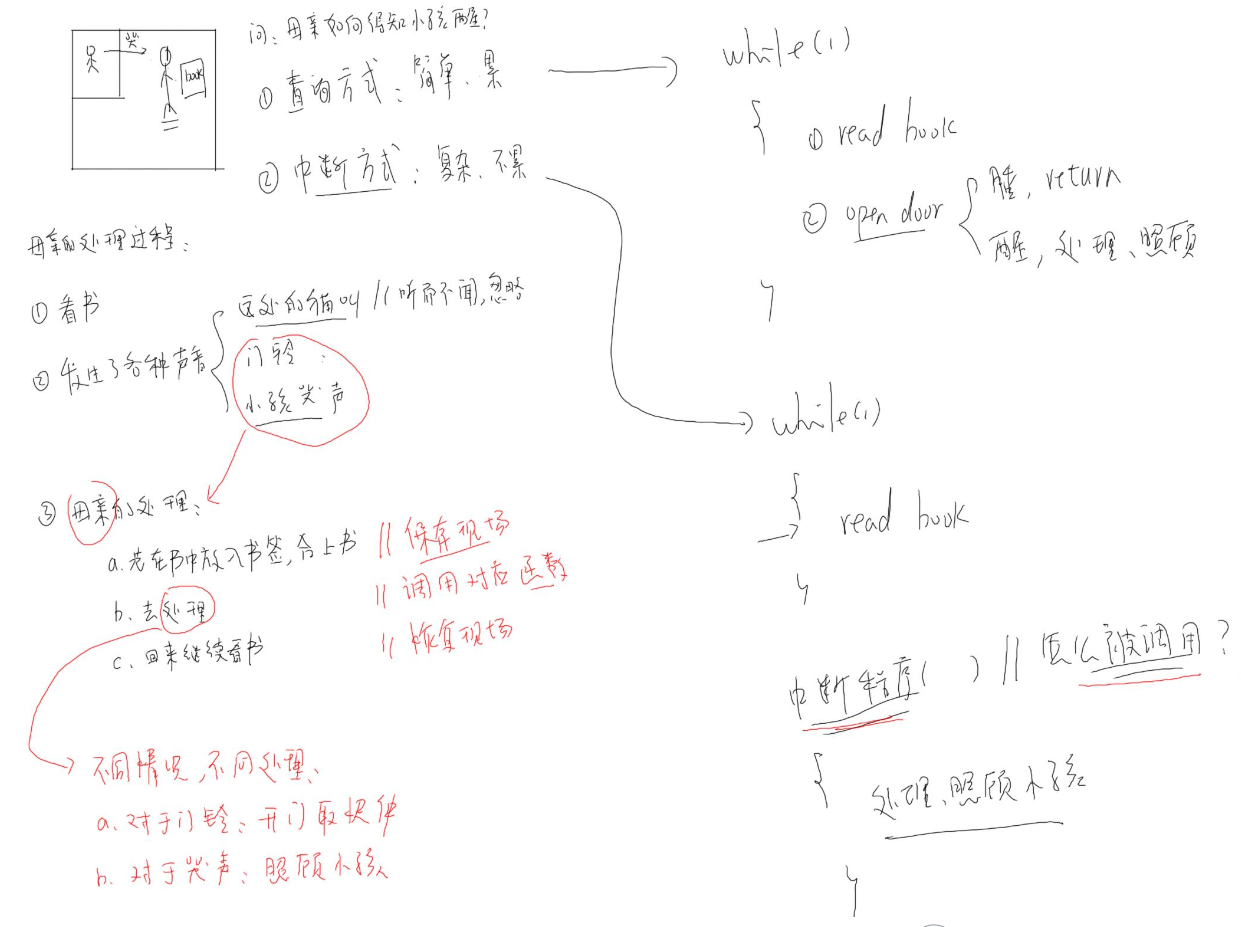 哭
book
问：母亲如何得知小孩醒？
① 查询方式：简单、累
② 中断方式：复杂、不累
母亲的处理过程：
① 看书
② 发生了各种声音
远处的猫叫 // 听而不闻,忽略
门铃：
小孩哭声
③ 母亲的处理：
a. 先在书中放入书签,合上书 // 保存现场
b、去处理 // 调用对应函数
c、回来继续看书 // 恢复现场
不同情况,不同处理、
a. 对于门铃：开门取快件
b. 对于哭声：照顾小孩
while(1)
{
① read book
② open door
睡, return
醒, 处理、照顾
}
while(1)
{
read book
}
中断程序( ) // 怎么被调用?
{
处理、照顾小孩
}